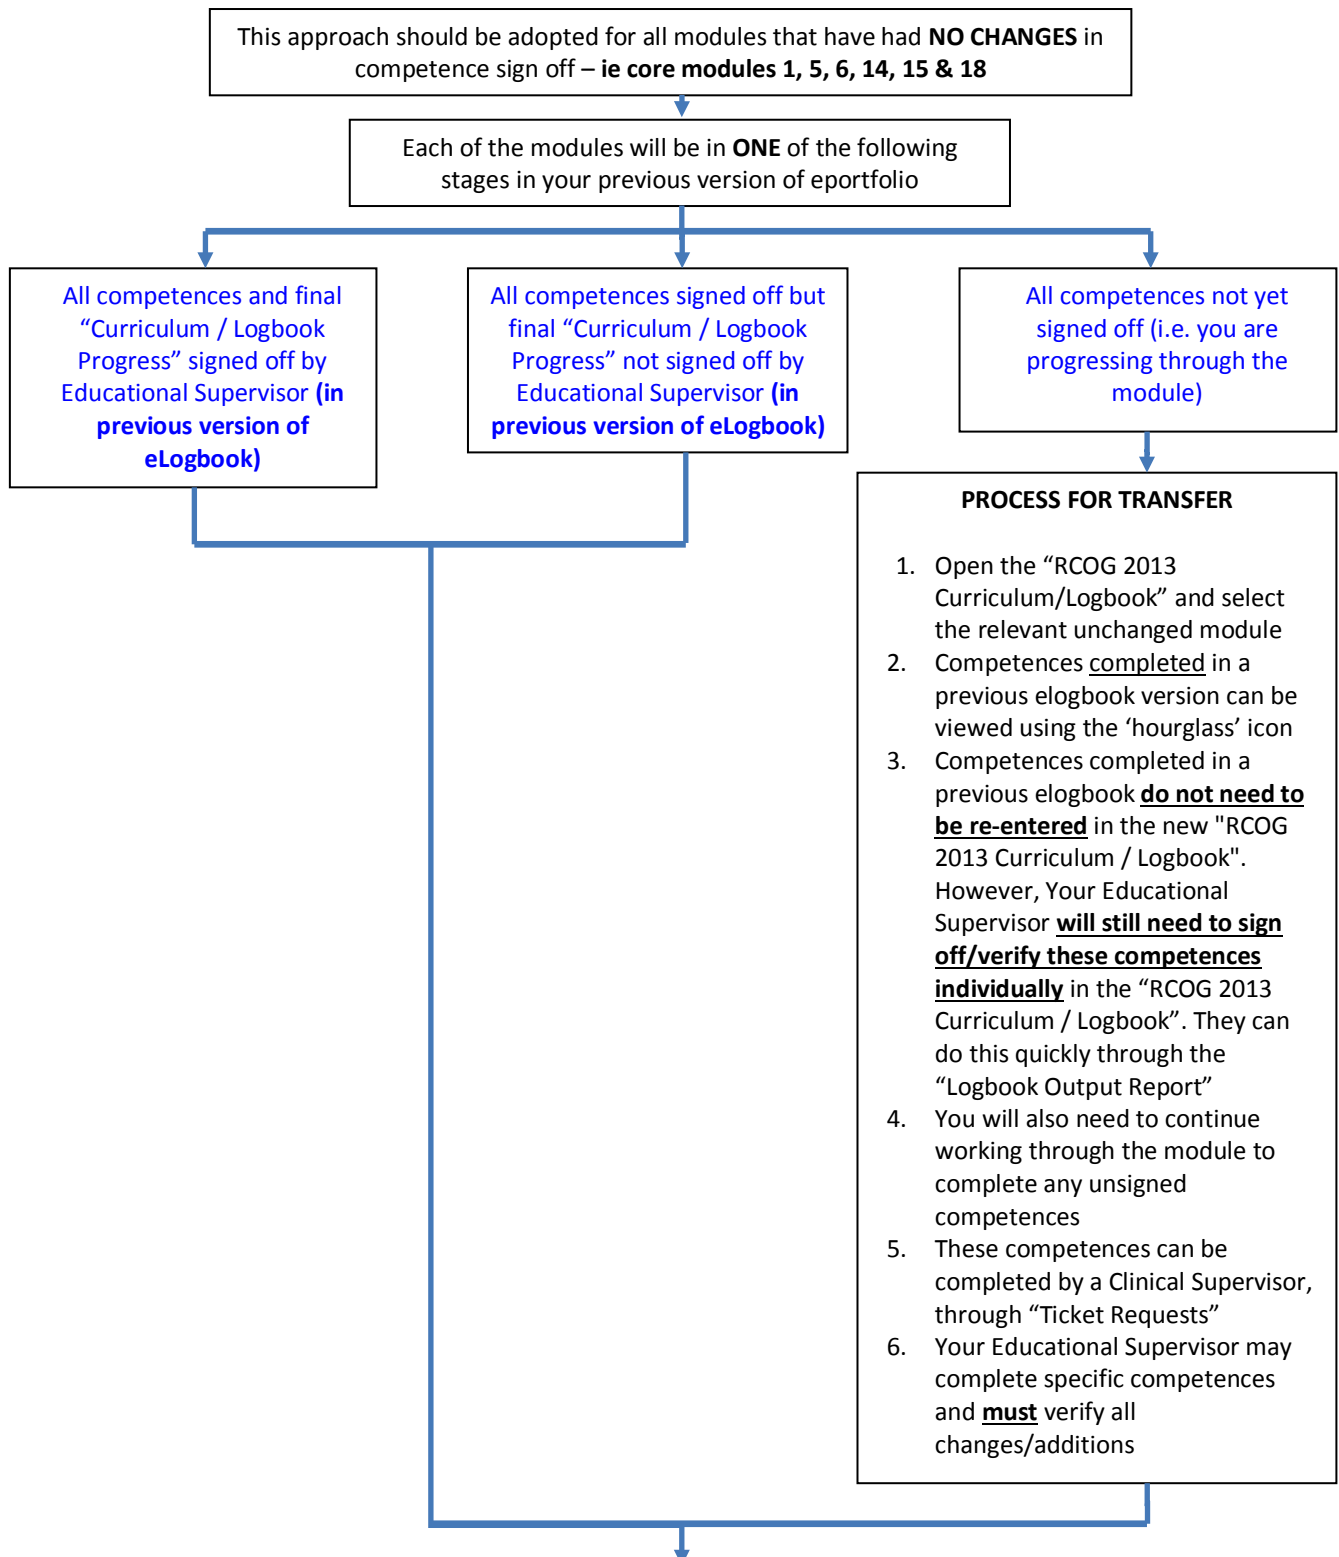 This approach should be adopted for all modules that have had NO CHANGES in
competence sign off – ie core modules 1, 5, 6, 14, 15 & 18
Each of the modules will be in ONE of the following
stages in your previous version of eportfolio
All competences and final
“Curriculum / Logbook
Progress” signed off by
Educational Supervisor (in
previous version of
eLogbook)
All competences signed off but
final “Curriculum / Logbook
Progress” not signed off by
Educational Supervisor (in
previous version of eLogbook)
All competences not yet
signed off (i.e. you are
progressing through the
module)
PROCESS FOR TRANSFER
1. Open the “RCOG 2013
Curriculum/Logbook” and select
the relevant unchanged module
2. Competences completed in a
previous elogbook version can be
viewed using the ‘hourglass’ icon
3. Competences completed in a
previous elogbook do not need to
be re-entered in the new "RCOG
2013 Curriculum / Logbook".
However, Your Educational
Supervisor will still need to sign
off/verify these competences
individually in the “RCOG 2013
Curriculum / Logbook”. They can
do this quickly through the
“Logbook Output Report”
4. You will also need to continue
working through the module to
complete any unsigned
competences
5. These competences can be
completed by a Clinical Supervisor,
through “Ticket Requests”
6. Your Educational Supervisor may
complete specific competences
and must verify all
changes/additions